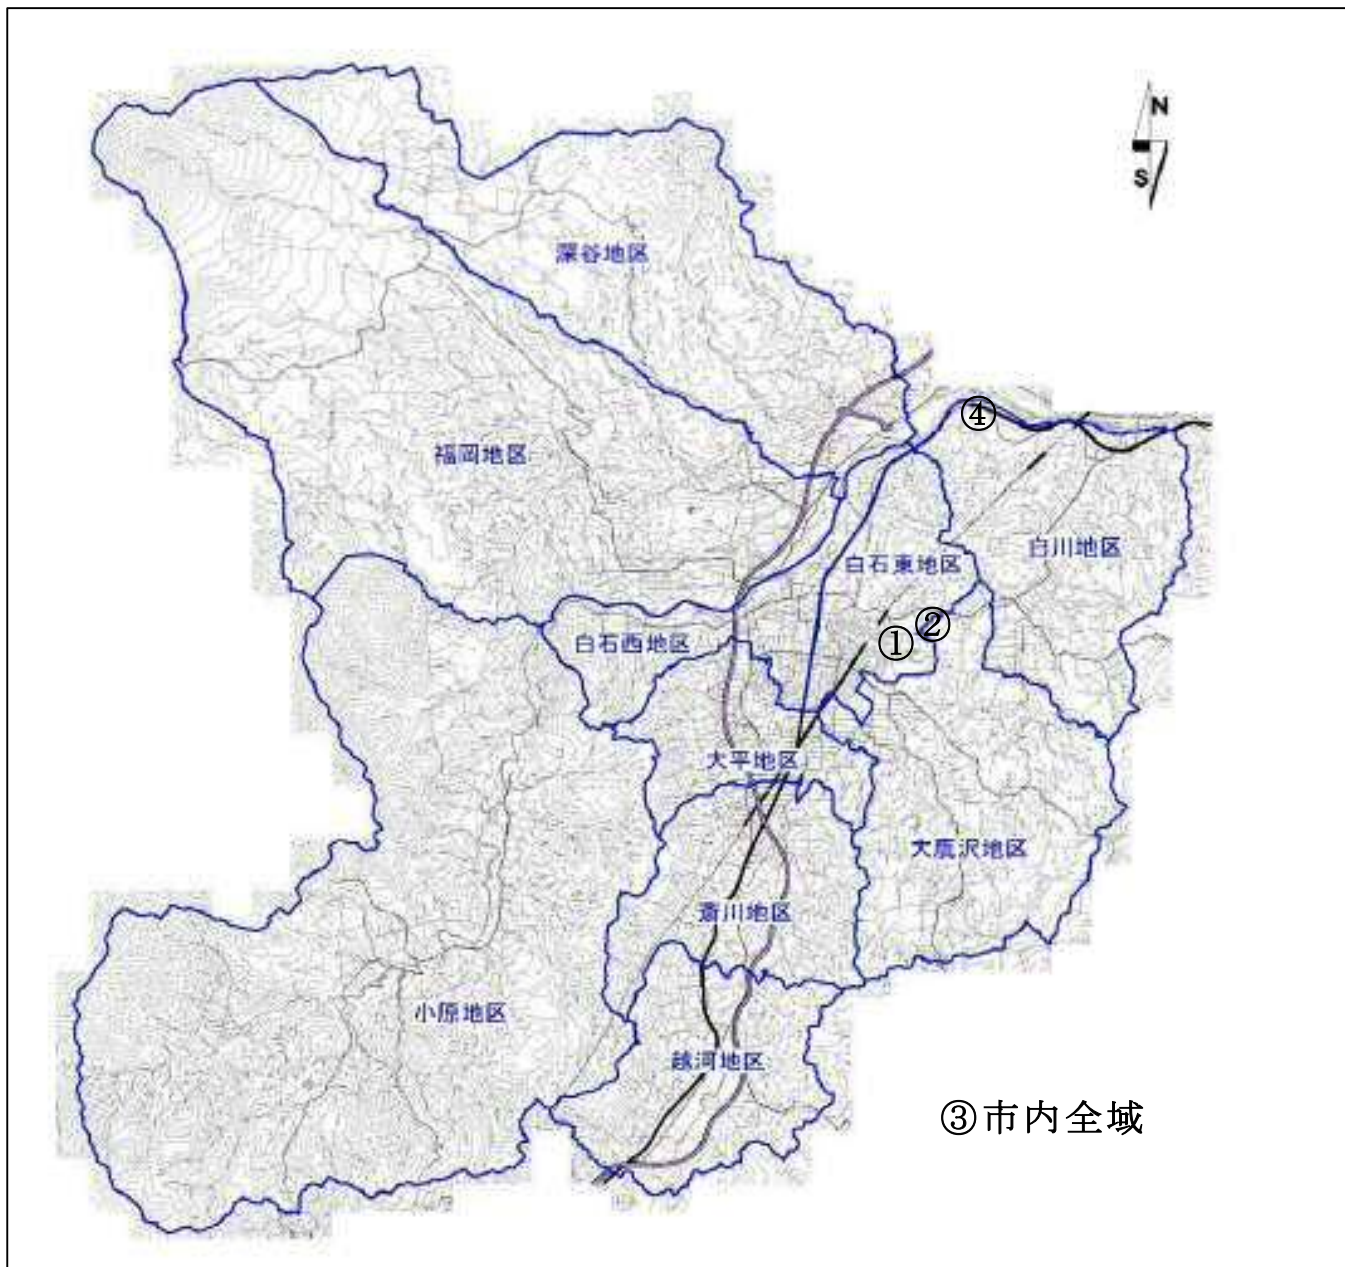 N
S
深谷地区
④
福岡地区
白川地区
白石東地区
①
②
白石西地区
大平地区
大鷹沢地区
斎川地区
小原地区
越河地区
③市内全域